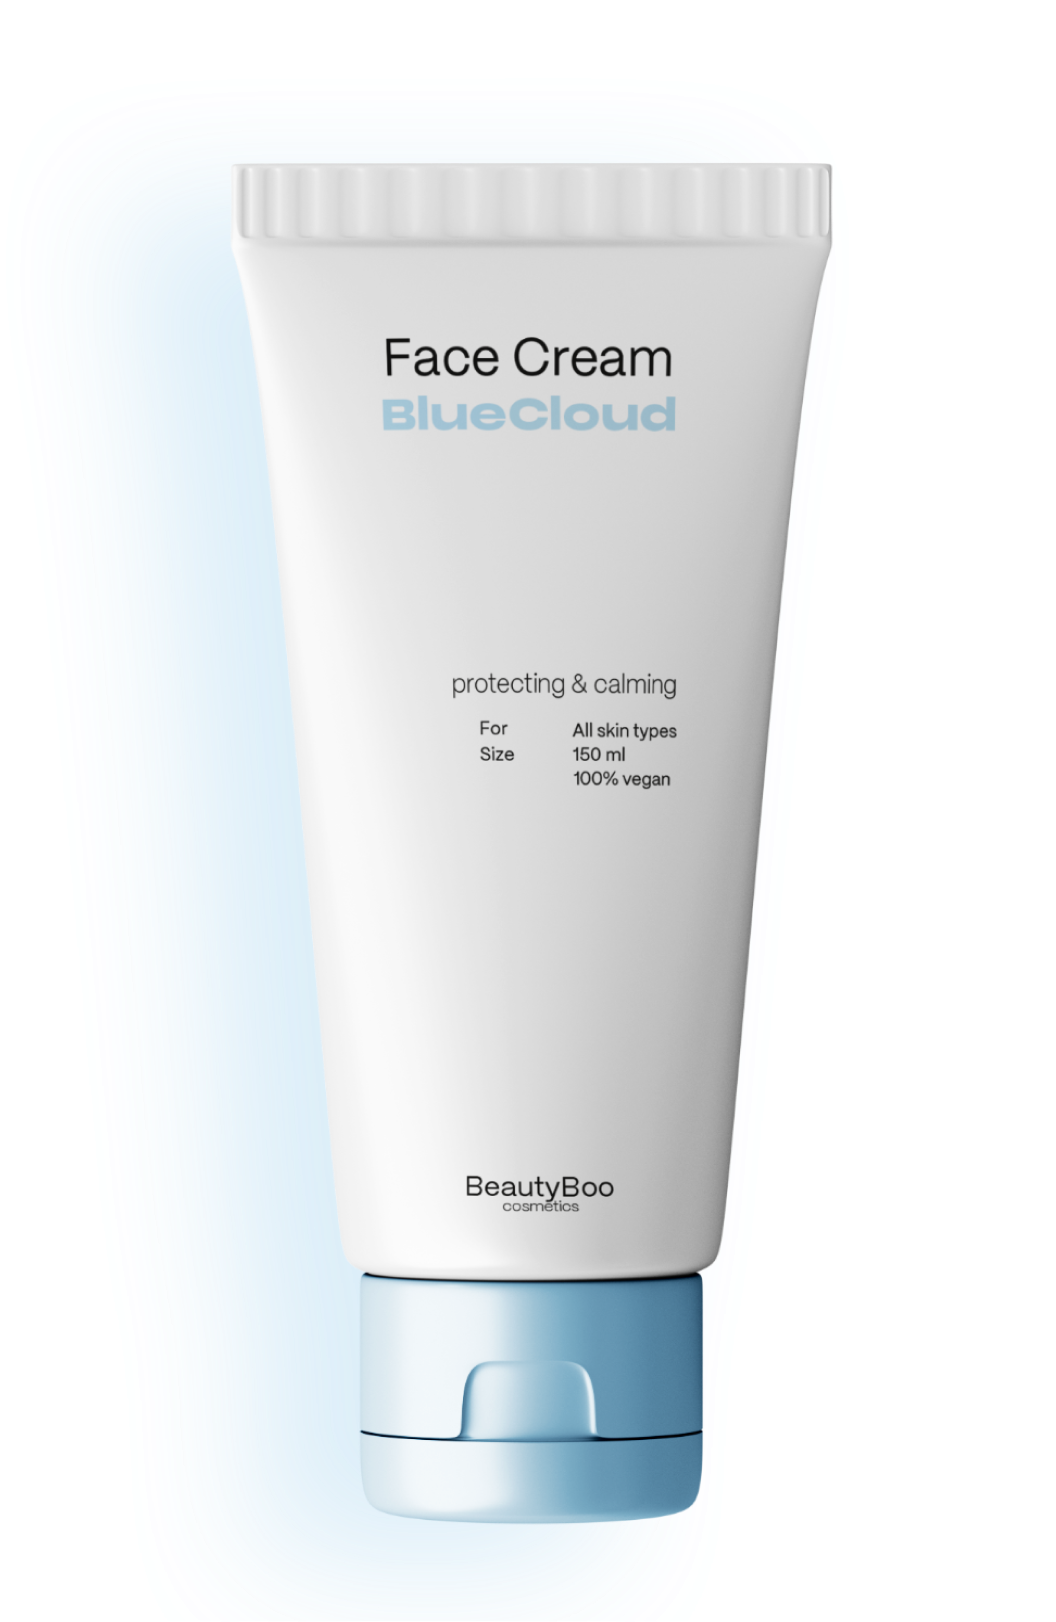 Face Cream
BlueCloud
protecting & calming
For All skin types
Size 150 ml
100% vegan
BeautyBoo
cosmetics